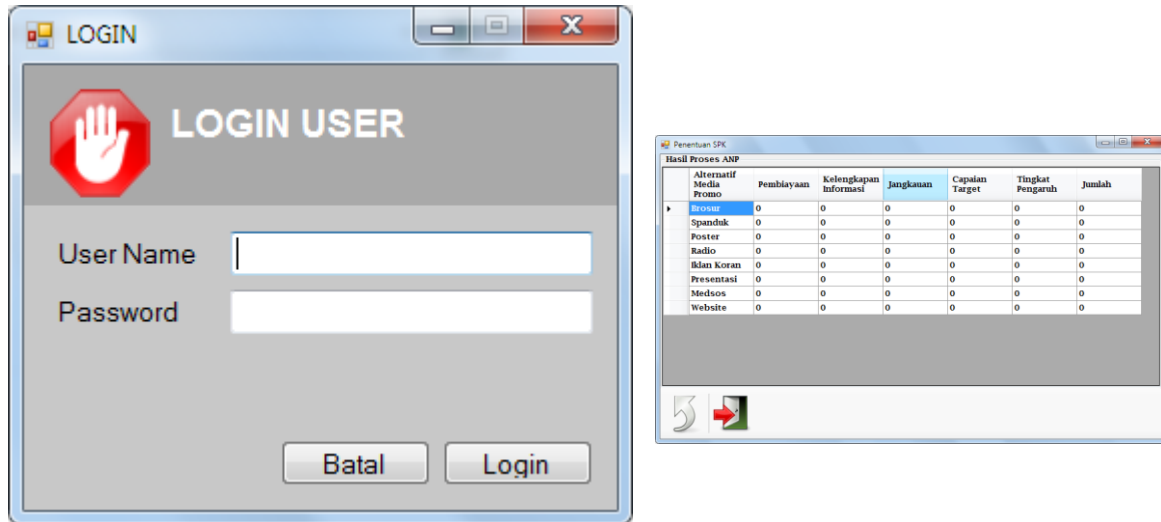 LOGIN
LOGIN USER
User Name
Password
Batal Login
Penentuan SPK
Hasil Proses ANP
Alternatif Media Promo Pembiayaan Kelengkapan Informasi Jangkauan Capaian Target Tingkat Pengaruh Jumlah
Brosur 0 0 0 0 0 0
Spanduk 0 0 0 0 0 0
Poster 0 0 0 0 0 0
Radio 0 0 0 0 0 0
Iklan Koran 0 0 0 0 0 0
Presentasi 0 0 0 0 0 0
Medsos 0 0 0 0 0 0
Website 0 0 0 0 0 0